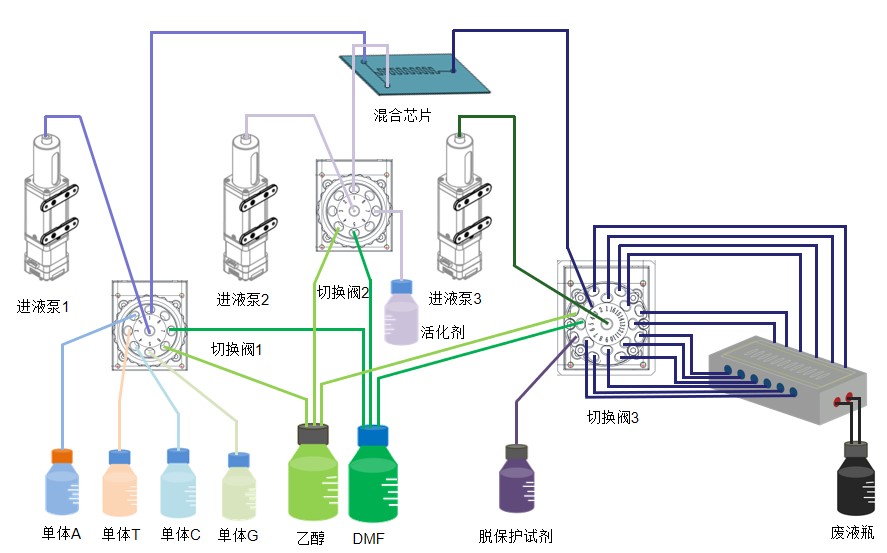 混合芯片
进液泵1
进液泵2
切换阀2
进液泵3
活化剂
切换阀1
切换阀3
单体A
单体T
单体C
单体G
乙醇
DMF
脱保护试剂
废液瓶